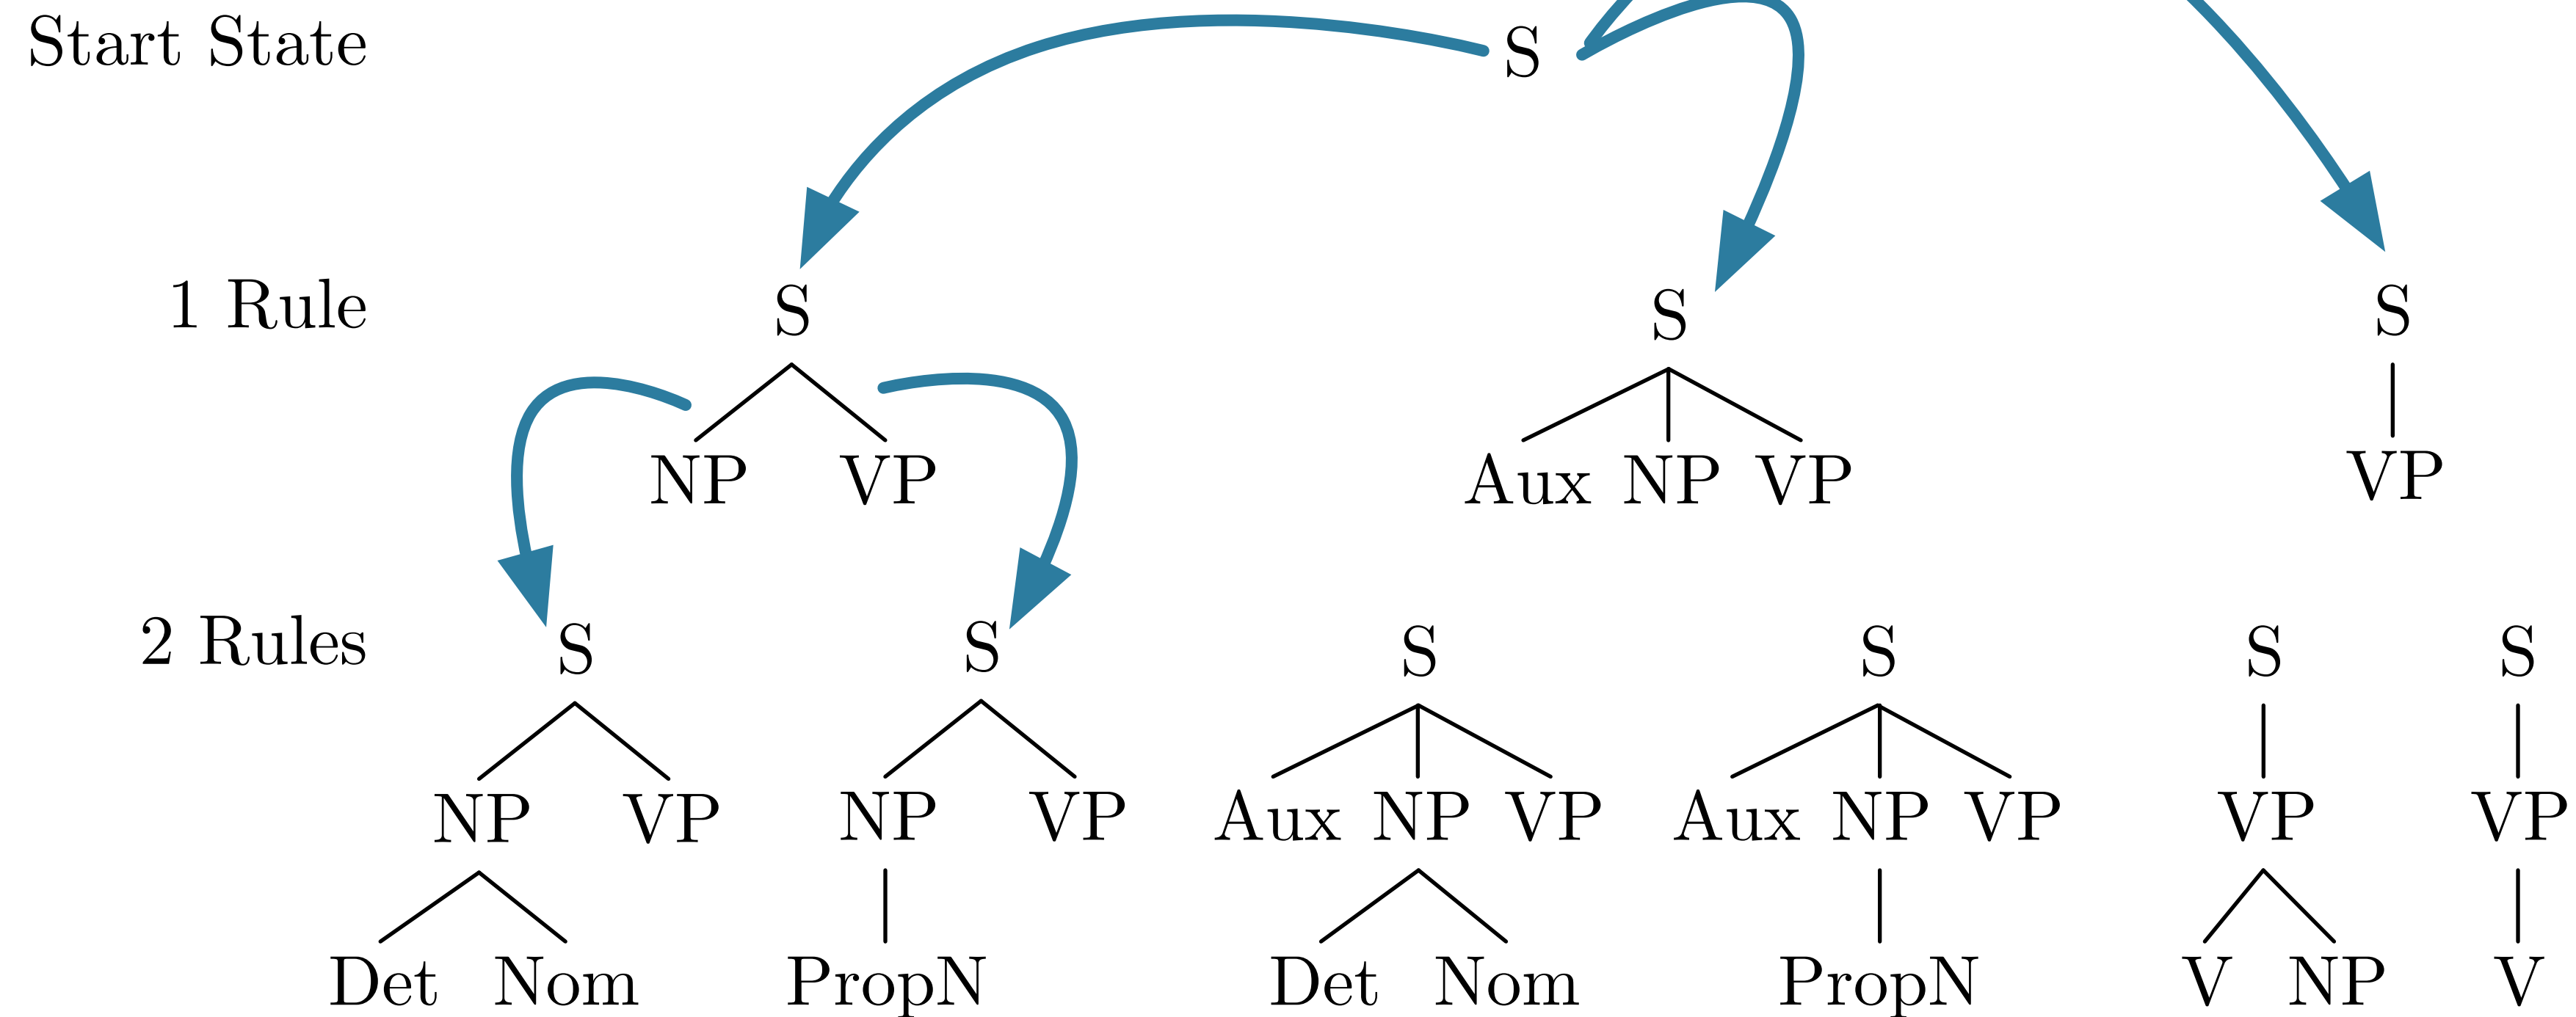 Start State S
1 Rule S S S
NP VP Aux NP VP VP
2 Rules S S S S S S
NP VP NP VP Aux NP VP Aux NP VP VP VP
Det Nom PropN Det Nom PropN V NP V